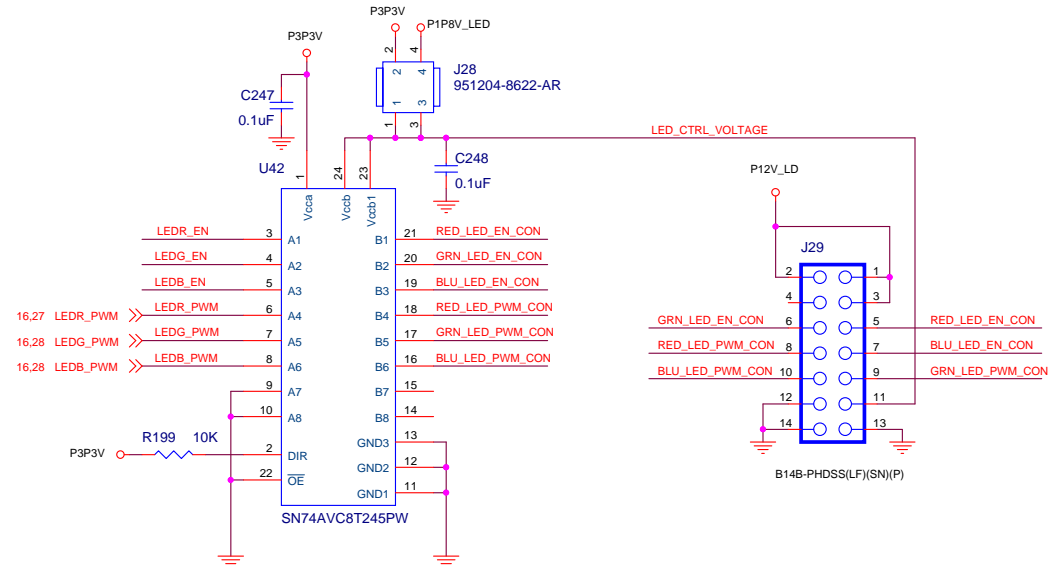 P3P3V
P1P8V_LED
P3P3V
2
4
2
4
J28
951204-8622-AR
1
3
1
3
C247
0.1uF
LED_CTRL_VOLTAGE
C248
0.1uF
U42
1
24
23
Vcca
Vccb
Vccb1
P12V_LD
J29
LEDR_EN
3
A1
B1
21
RED_LED_EN_CON
LEDG_EN
4
A2
B2
20
GRN_LED_EN_CON
LEDB_EN
5
A3
B3
19
BLU_LED_EN_CON
16,27 LEDR_PWM
LEDR_PWM
6
A4
B4
18
RED_LED_PWM_CON
16,28 LEDG_PWM
LEDG_PWM
7
A5
B5
17
GRN_LED_PWM_CON
16,28 LEDB_PWM
LEDB_PWM
8
A6
B6
16
BLU_LED_PWM_CON
9
A7
B7
15
10
A8
B8
14
GND3
13
R199 10K
P3P3V
2
DIR
GND2
12
22
OE
GND1
11
SN74AVC8T245PW
2
1
4
3
GRN_LED_EN_CON
6
5
RED_LED_EN_CON
RED_LED_PWM_CON
8
7
BLU_LED_EN_CON
BLU_LED_PWM_CON
10
9
GRN_LED_PWM_CON
12
11
14
13
B14B-PHDSS(LF)(SN)(P)